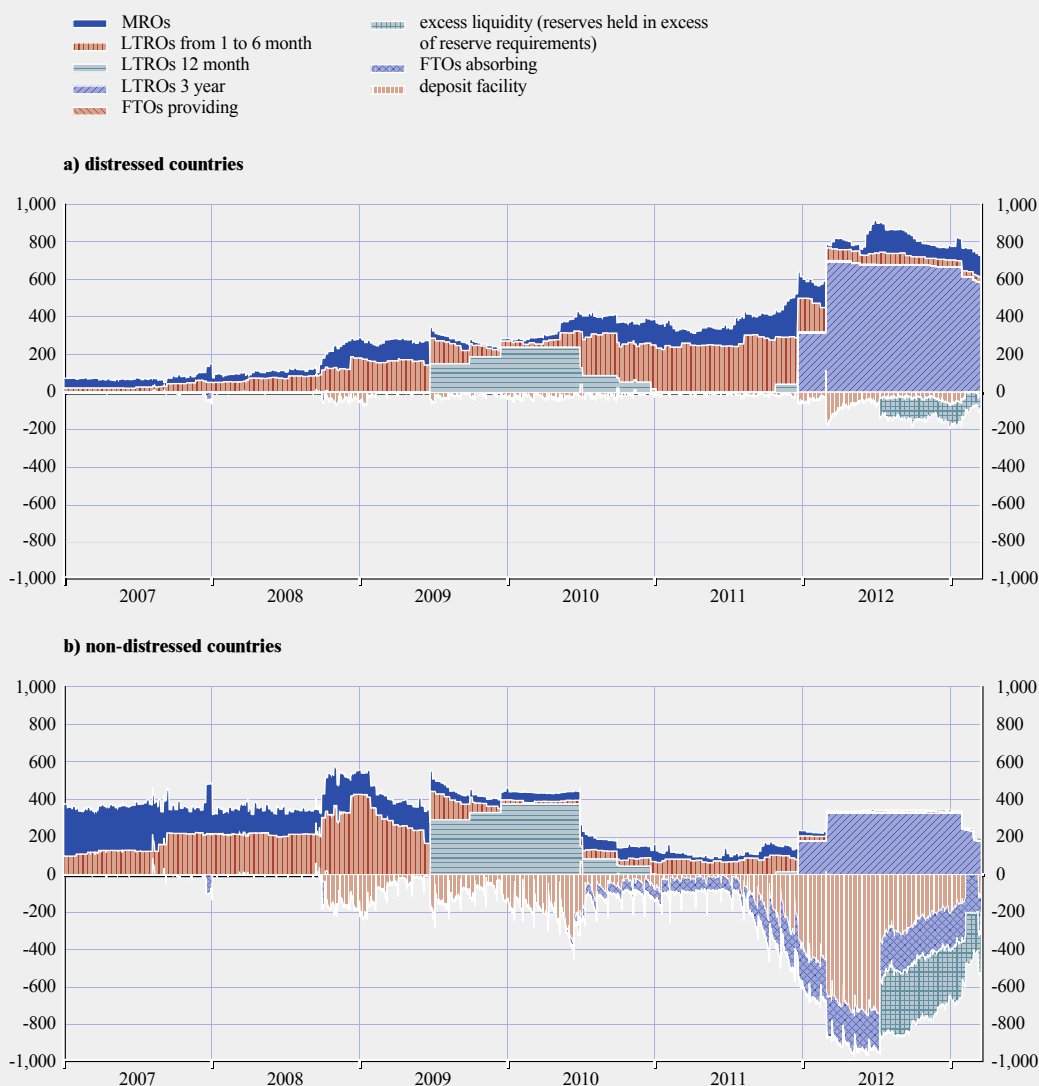 MROs
LTROs from 1 to 6 month
LTROs 12 month
LTROs 3 year
FTOs providing
excess liquidity (reserves held in excess
of reserve requirements)
FTOs absorbing
deposit facility
a) distressed countries
1,000 1,000
800 800
600 600
400 400
200 200
0 0
-200 -200
-400 -400
-600 -600
-800 -800
-1,000 -1,000
2007 2008 2009 2010 2011 2012
b) non-distressed countries
1,000 1,000
800 800
600 600
400 400
200 200
0 0
-200 -200
-400 -400
-600 -600
-800 -800
-1,000 -1,000
2007 2008 2009 2010 2011 2012